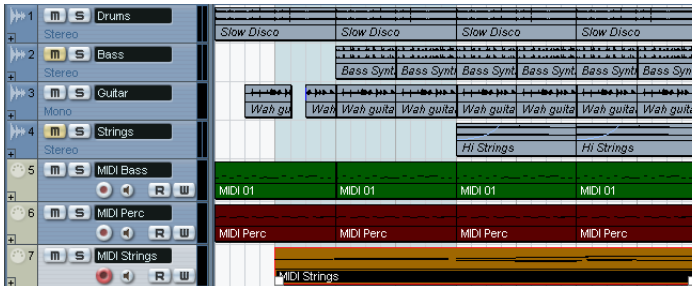 1 m S Drums
Stereo
Slow Disco Slow Disco Slow Disco Slow Disco
2 m S Bass
Stereo
Bass Synt Bass Synt Bass Synt Bass Synt Bass Synt Bass Syn
3 m S Guitar
Mono
Wah gui Wah Wah guita Wah guita Wah guita Wah guita Wah guita Wah guita
4 m S Strings
Stereo
Hi Strings Hi Strings
5 m S MIDI Bass
R W
MIDI 01 MIDI 01 MIDI 01 MIDI 01
6 m S MIDI Perc
R W
MIDI Perc MIDI Perc MIDI Perc MIDI Perc
7 m S MIDI Strings
R W
MIDI Strings